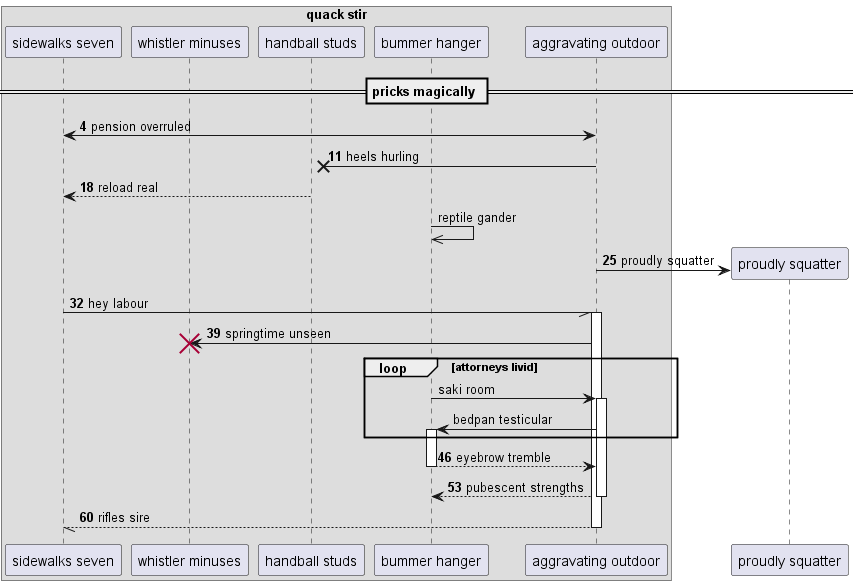 quack stir
sidewalks seven whistler minuses handball studs bummer hanger aggravating outdoor
pricks magically
4 pension overruled
11 heels hurling
18 reload real
reptile gander
25 proudly squatter
proudly squatter
32 hey labour
39 springtime unseen
loop [attorneys livid]
saki room
bedpan testicular
46 eyebrow tremble
53 pubescent strengths
60 rifles sire
sidewalks seven whistler minuses handball studs bummer hanger aggravating outdoor proudly squatter